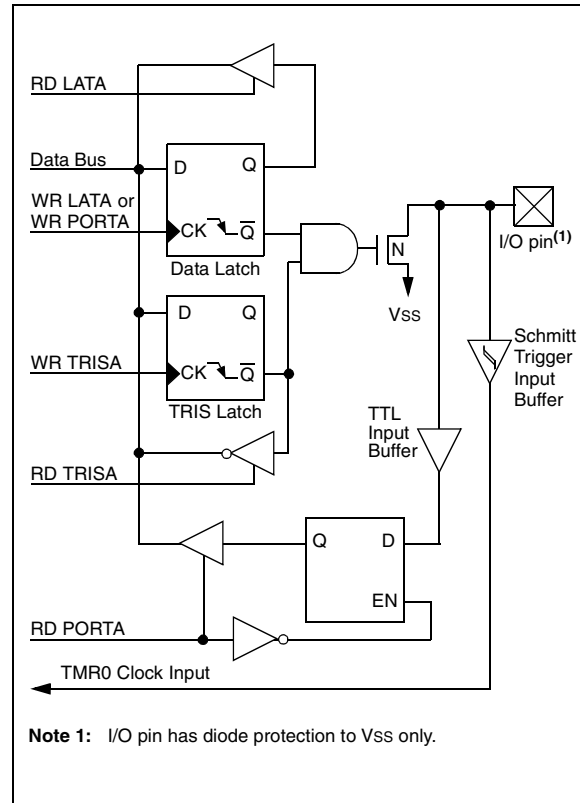 RD LATA
Data Bus
D Q
WR LATA or
WR PORTA
CK Q
Data Latch
N
I/O pin(1)
VSS
D Q
WR TRISA
CK Q
TRIS Latch
Schmitt
Trigger
Input
Buffer
TTL
Input
Buffer
RD TRISA
Q D
EN
RD PORTA
TMR0 Clock Input
Note 1: I/O pin has diode protection to VSS only.